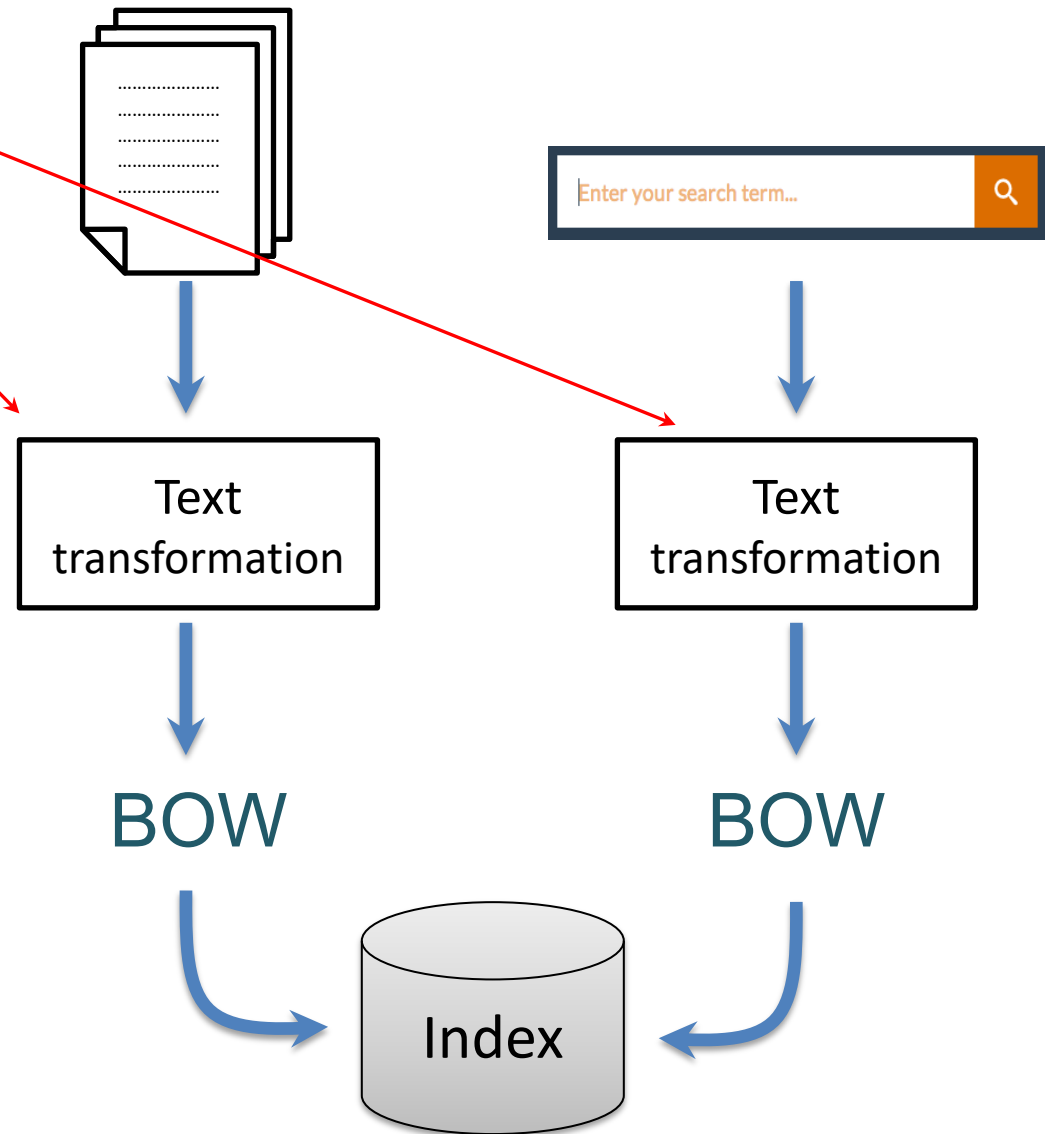 Enter your search term...
Text
transformation
Text
transformation
BOW
BOW
Index